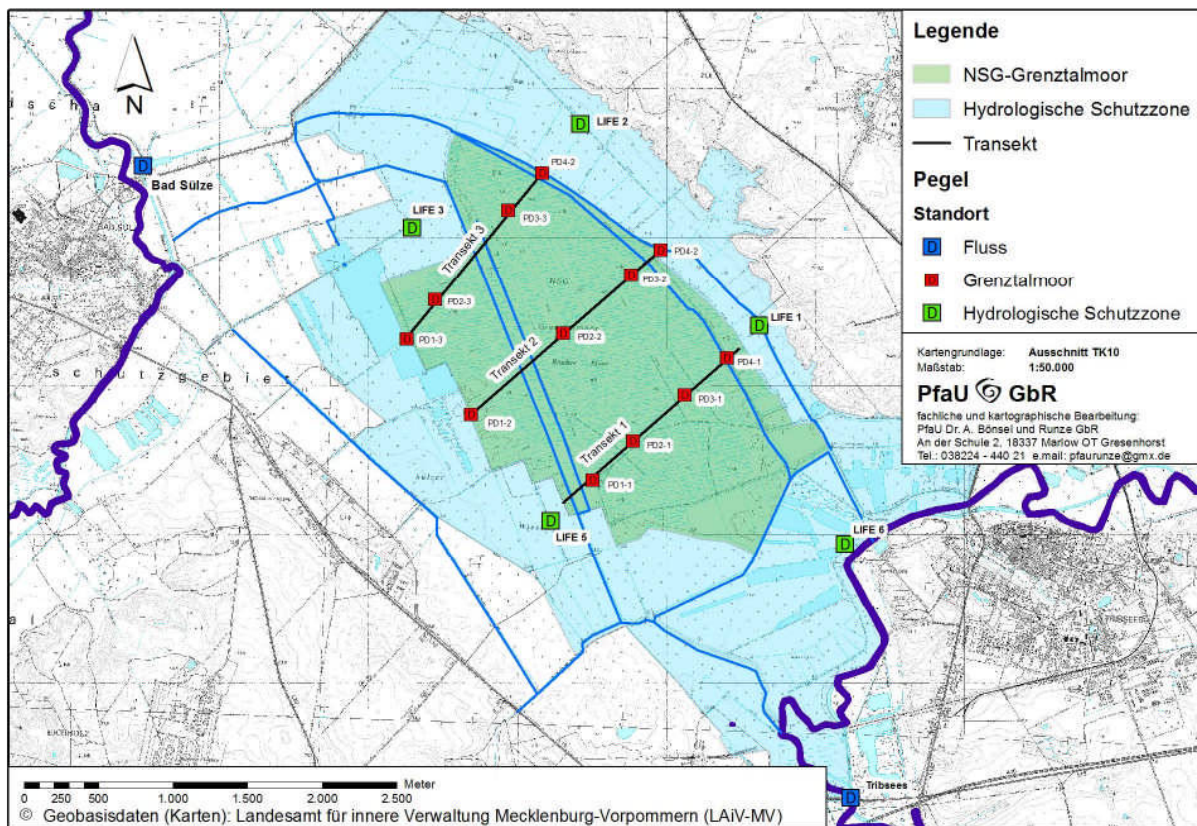 N
Bad Sülze
LIFE 2
LIFE 3
PD4-2
PD3-3
Transekt 3
PD2-3
PD1-3
PD4-2
PD3-2
Transekt 2
PD2-2
PD1-2
LIFE 1
PD4-1
PD3-1
Transekt 1
PD2-1
PD1-1
LIFE 5
LIFE 6
Tribsees
schutzgebiet
EICHHOLZ
Legende
NSG-Grenztalmoor
Hydrologische Schutzzone
Transekt
Pegel
Standort
D Fluss
D Grenztalmoor
D Hydrologische Schutzzone
Kartengrundlage: Ausschnitt TK10
Maßstab: 1:50.000
PfaU GbR
fachliche und kartographische Bearbeitung:
PfaU Dr. A. Bönsel und Runze GbR
An der Schule 2, 18337 Marlow OT Gresenhorst
Tel.: 038224 - 440 21 e.mail: pfaurunze@gmx.de
Meter
0 250 500 1.000 1.500 2.000 2.500
© Geobasisdaten (Karten): Landesamt für innere Verwaltung Mecklenburg-Vorpommern (LAiV-MV)